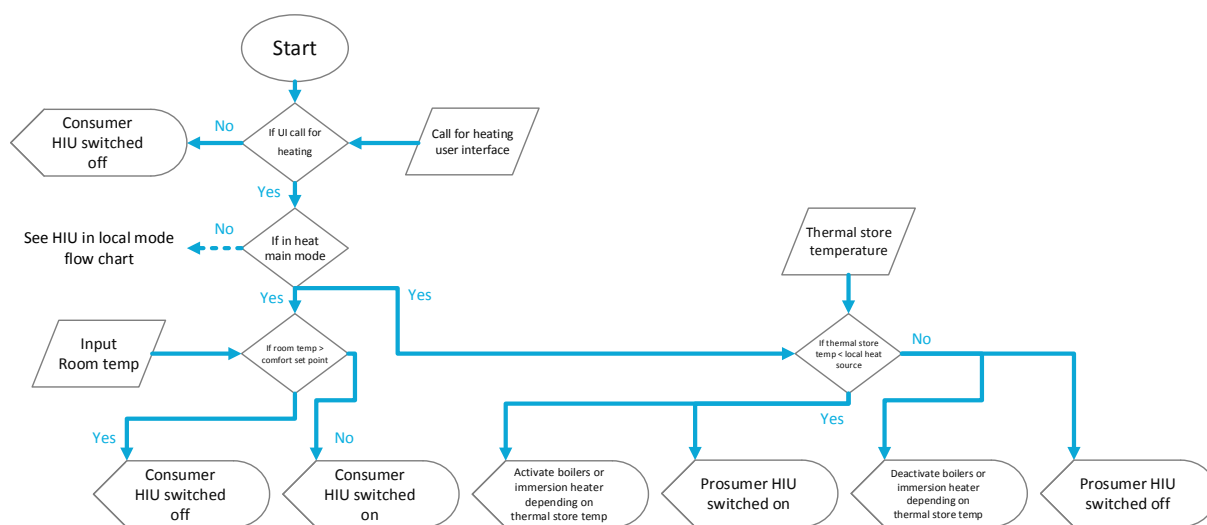 Start
Consumer
HIU switched
off
No
If UI call for
heating
Call for heating
user interface
Yes
See HIU in local mode
flow chart
No
If in heat
main mode
Thermal store
temperature
Yes
Yes
Input
Room temp
If room temp >
comfort set point
If thermal store
temp < local heat
source
No
Yes
No
Yes
Consumer
HIU switched
off
Consumer
HIU switched
on
Activate boilers or
immersion heater
depending on
thermal store temp
Prosumer HIU
switched on
Deactivate boilers or
immersion heater
depending on
thermal store temp
Prosumer HIU
switched off